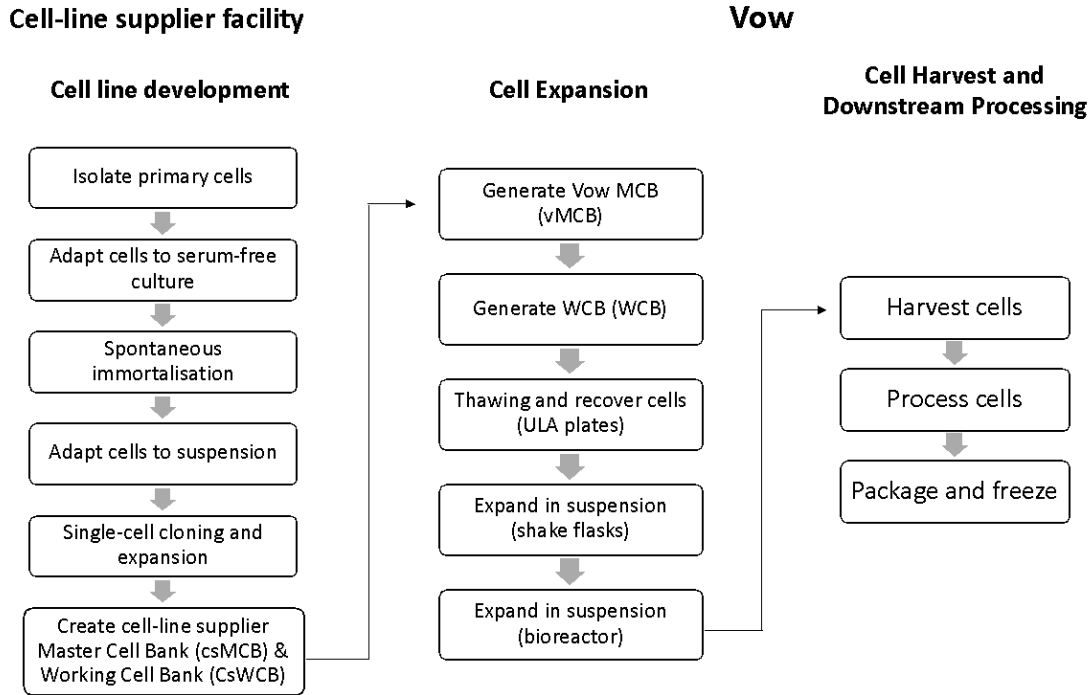 Cell-line supplier facility
Vow
Cell line development
Cell Expansion
Cell Harvest and
Downstream Processing
Isolate primary cells
Adapt cells to serum-free
culture
Spontaneous
immortalisation
Adapt cells to suspension
Single-cell cloning and
expansion
Create cell-line supplier
Master Cell Bank (csMCB) &
Working Cell Bank (CsWCB)
Generate Vow MCB
(vMCB)
Generate WCB (WCB)
Thawing and recover cells
(ULA plates)
Expand in suspension
(shake flasks)
Expand in suspension
(bioreactor)
Harvest cells
Process cells
Package and freeze